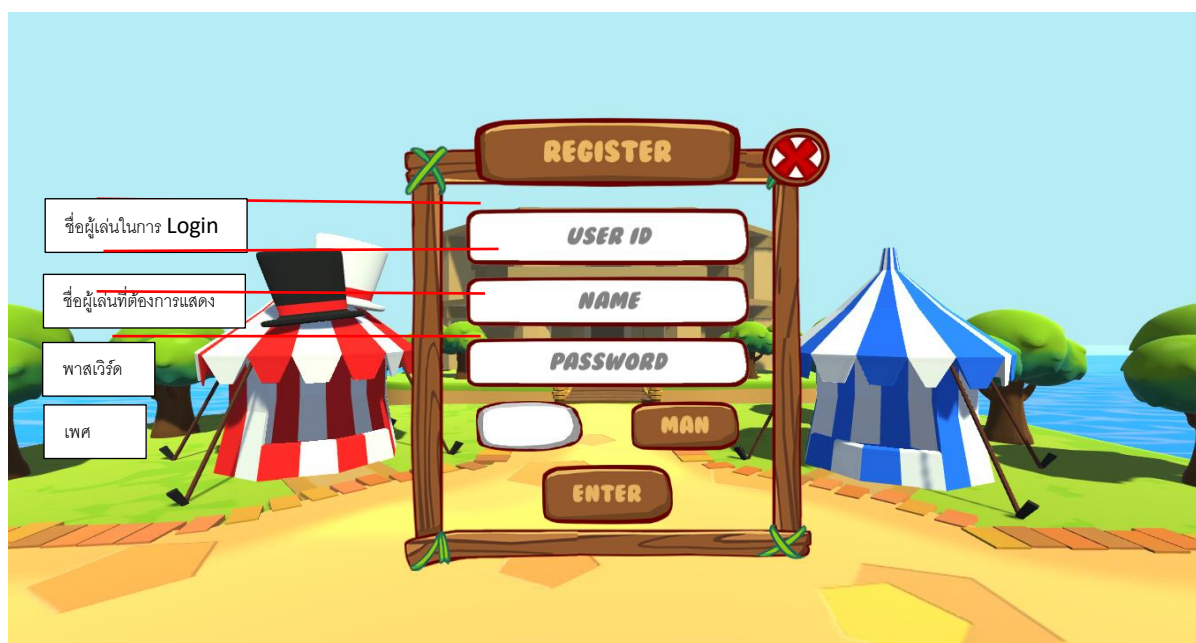 REGISTER
ชื่อผู้เล่นในการ Login
USER ID
ชื่อผู้เล่นที่ต้องการแสดง
NAME
พาสเวิร์ด
PASSWORD
เพศ
MAN
ENTER